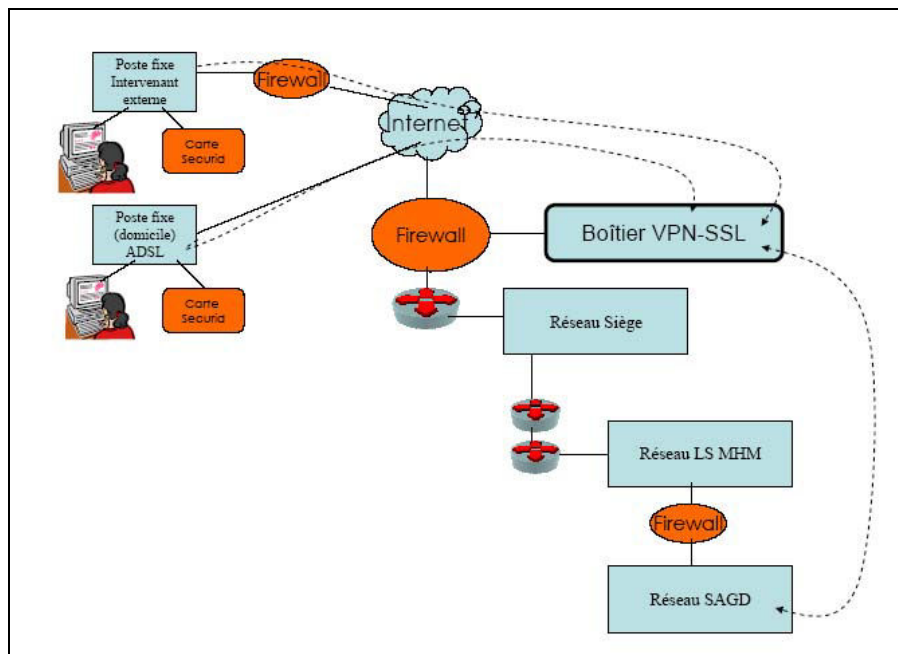 Poste fixe
Intervenant
externe
Firewall
Carte
Securid
Internet
Poste fixe
(domicile)
ADSL
Carte
Securid
Firewall
Boîtier VPN-SSL
Réseau Siège
Réseau LS MHM
Firewall
Réseau SAGD